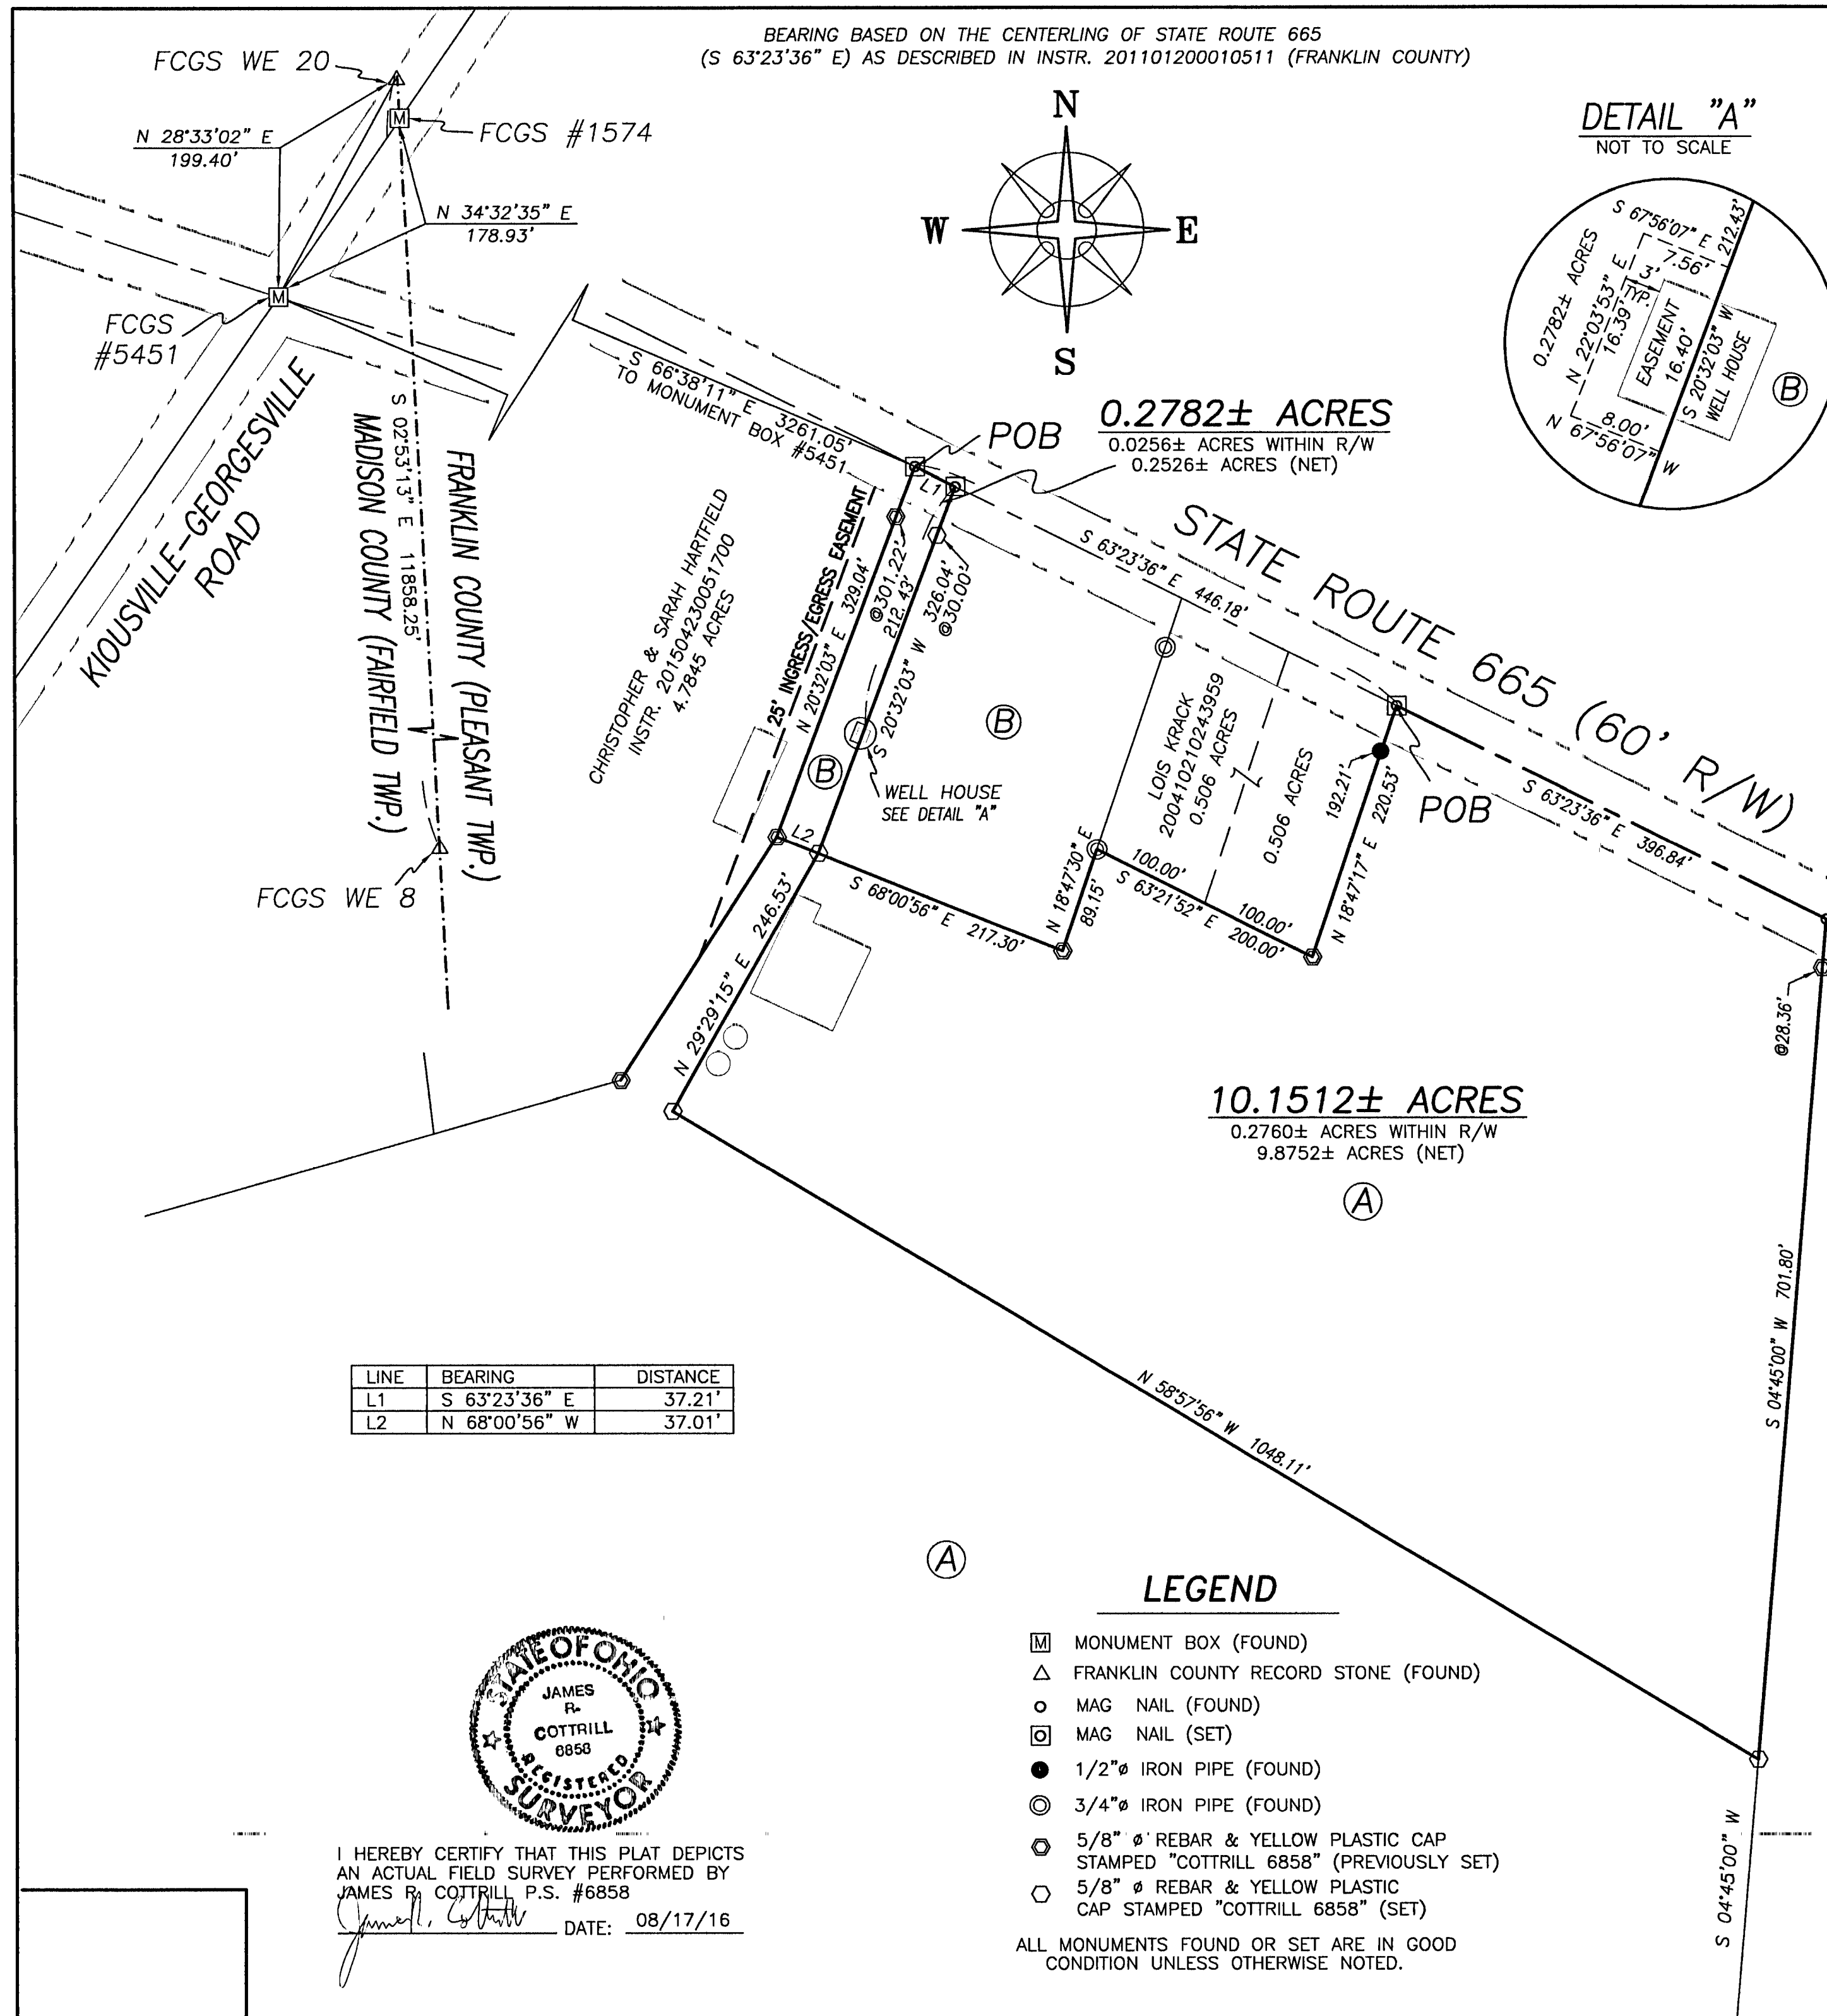 BEARING BASED ON THE CENTERLING OF STATE ROUTE 665
(S 63°23'36" E) AS DESCRIBED IN INSTR. 201101200010511 (FRANKLIN COUNTY)
FCGS WE 20
N 28°33'02" E
199.40'
FCGS #1574
N 34°32'35" E
178.93'
FCGS
#5451
KIOUSVILLE-GEORGESVILLE
ROAD
S 02°53'13" E 11858.25'
MADISON COUNTY (FAIRFIELD TWP.)
FRANKLIN COUNTY (PLEASANT TWP.)
FCGS WE 8
N
W
E
S
DETAIL "A"
NOT TO SCALE
S 67°56'07" E
7.56'
212.43'
0.2782± ACRES
N 22°03'53" E
16.39'
3'
TYP.
EASEMENT
16.40'
S 20°32'03" W
WELL HOUSE
B
8.00'
N 67°56'07" W
S 66°38'11" E 3261.05'
TO MONUMENT BOX #5451
POB
0.2782± ACRES
0.0256± ACRES WITHIN R/W
0.2526± ACRES (NET)
L1
CHRISTOPHER & SARAH HARTFIELD
INSTR. 201504230051700
4.7845 ACRES
25' INGRESS/EGRESS EASEMENT
N 20°32'03" E 329.04'
@301.22'
212.43'
S 20°32'03" W 326.04'
@30.00'
B
B
WELL HOUSE
SEE DETAIL "A"
L2
S 63°23'36" E 446.18'
STATE ROUTE 665 (60' R/W)
LOIS KRACK
200410210243959
0.506 ACRES
0.506 ACRES
192.21'
N 18°47'17" E 220.53'
POB
S 63°23'36" E 396.84'
N 18°47'30" E
89.15'
100.00'
S 63°21'52" E 200.00'
100.00'
S 68°00'56" E 217.30'
N 29°29'15" E 246.53'
@28.36'
10.1512± ACRES
0.2760± ACRES WITHIN R/W
9.8752± ACRES (NET)
A
S 04°45'00" W 701.80'
N 58°57'56" W 1048.11'
LINE BEARING DISTANCE
L1 S 63°23'36" E 37.21'
L2 N 68°00'56" W 37.01'
A
LEGEND
M MONUMENT BOX (FOUND)
FRANKLIN COUNTY RECORD STONE (FOUND)
MAG NAIL (FOUND)
MAG NAIL (SET)
1/2"ø IRON PIPE (FOUND)
3/4"ø IRON PIPE (FOUND)
5/8" ø REBAR & YELLOW PLASTIC CAP
STAMPED "COTTRILL 6858" (PREVIOUSLY SET)
5/8" ø REBAR & YELLOW PLASTIC
CAP STAMPED "COTTRILL 6858" (SET)
ALL MONUMENTS FOUND OR SET ARE IN GOOD
CONDITION UNLESS OTHERWISE NOTED.
S 04°45'00" W
STATE OF OHIO
JAMES
R.
COTTRILL
6858
REGISTERED
SURVEYOR
I HEREBY CERTIFY THAT THIS PLAT DEPICTS
AN ACTUAL FIELD SURVEY PERFORMED BY
JAMES R. COTTRILL P.S. #6858
James R. Cottrill DATE: 08/17/16